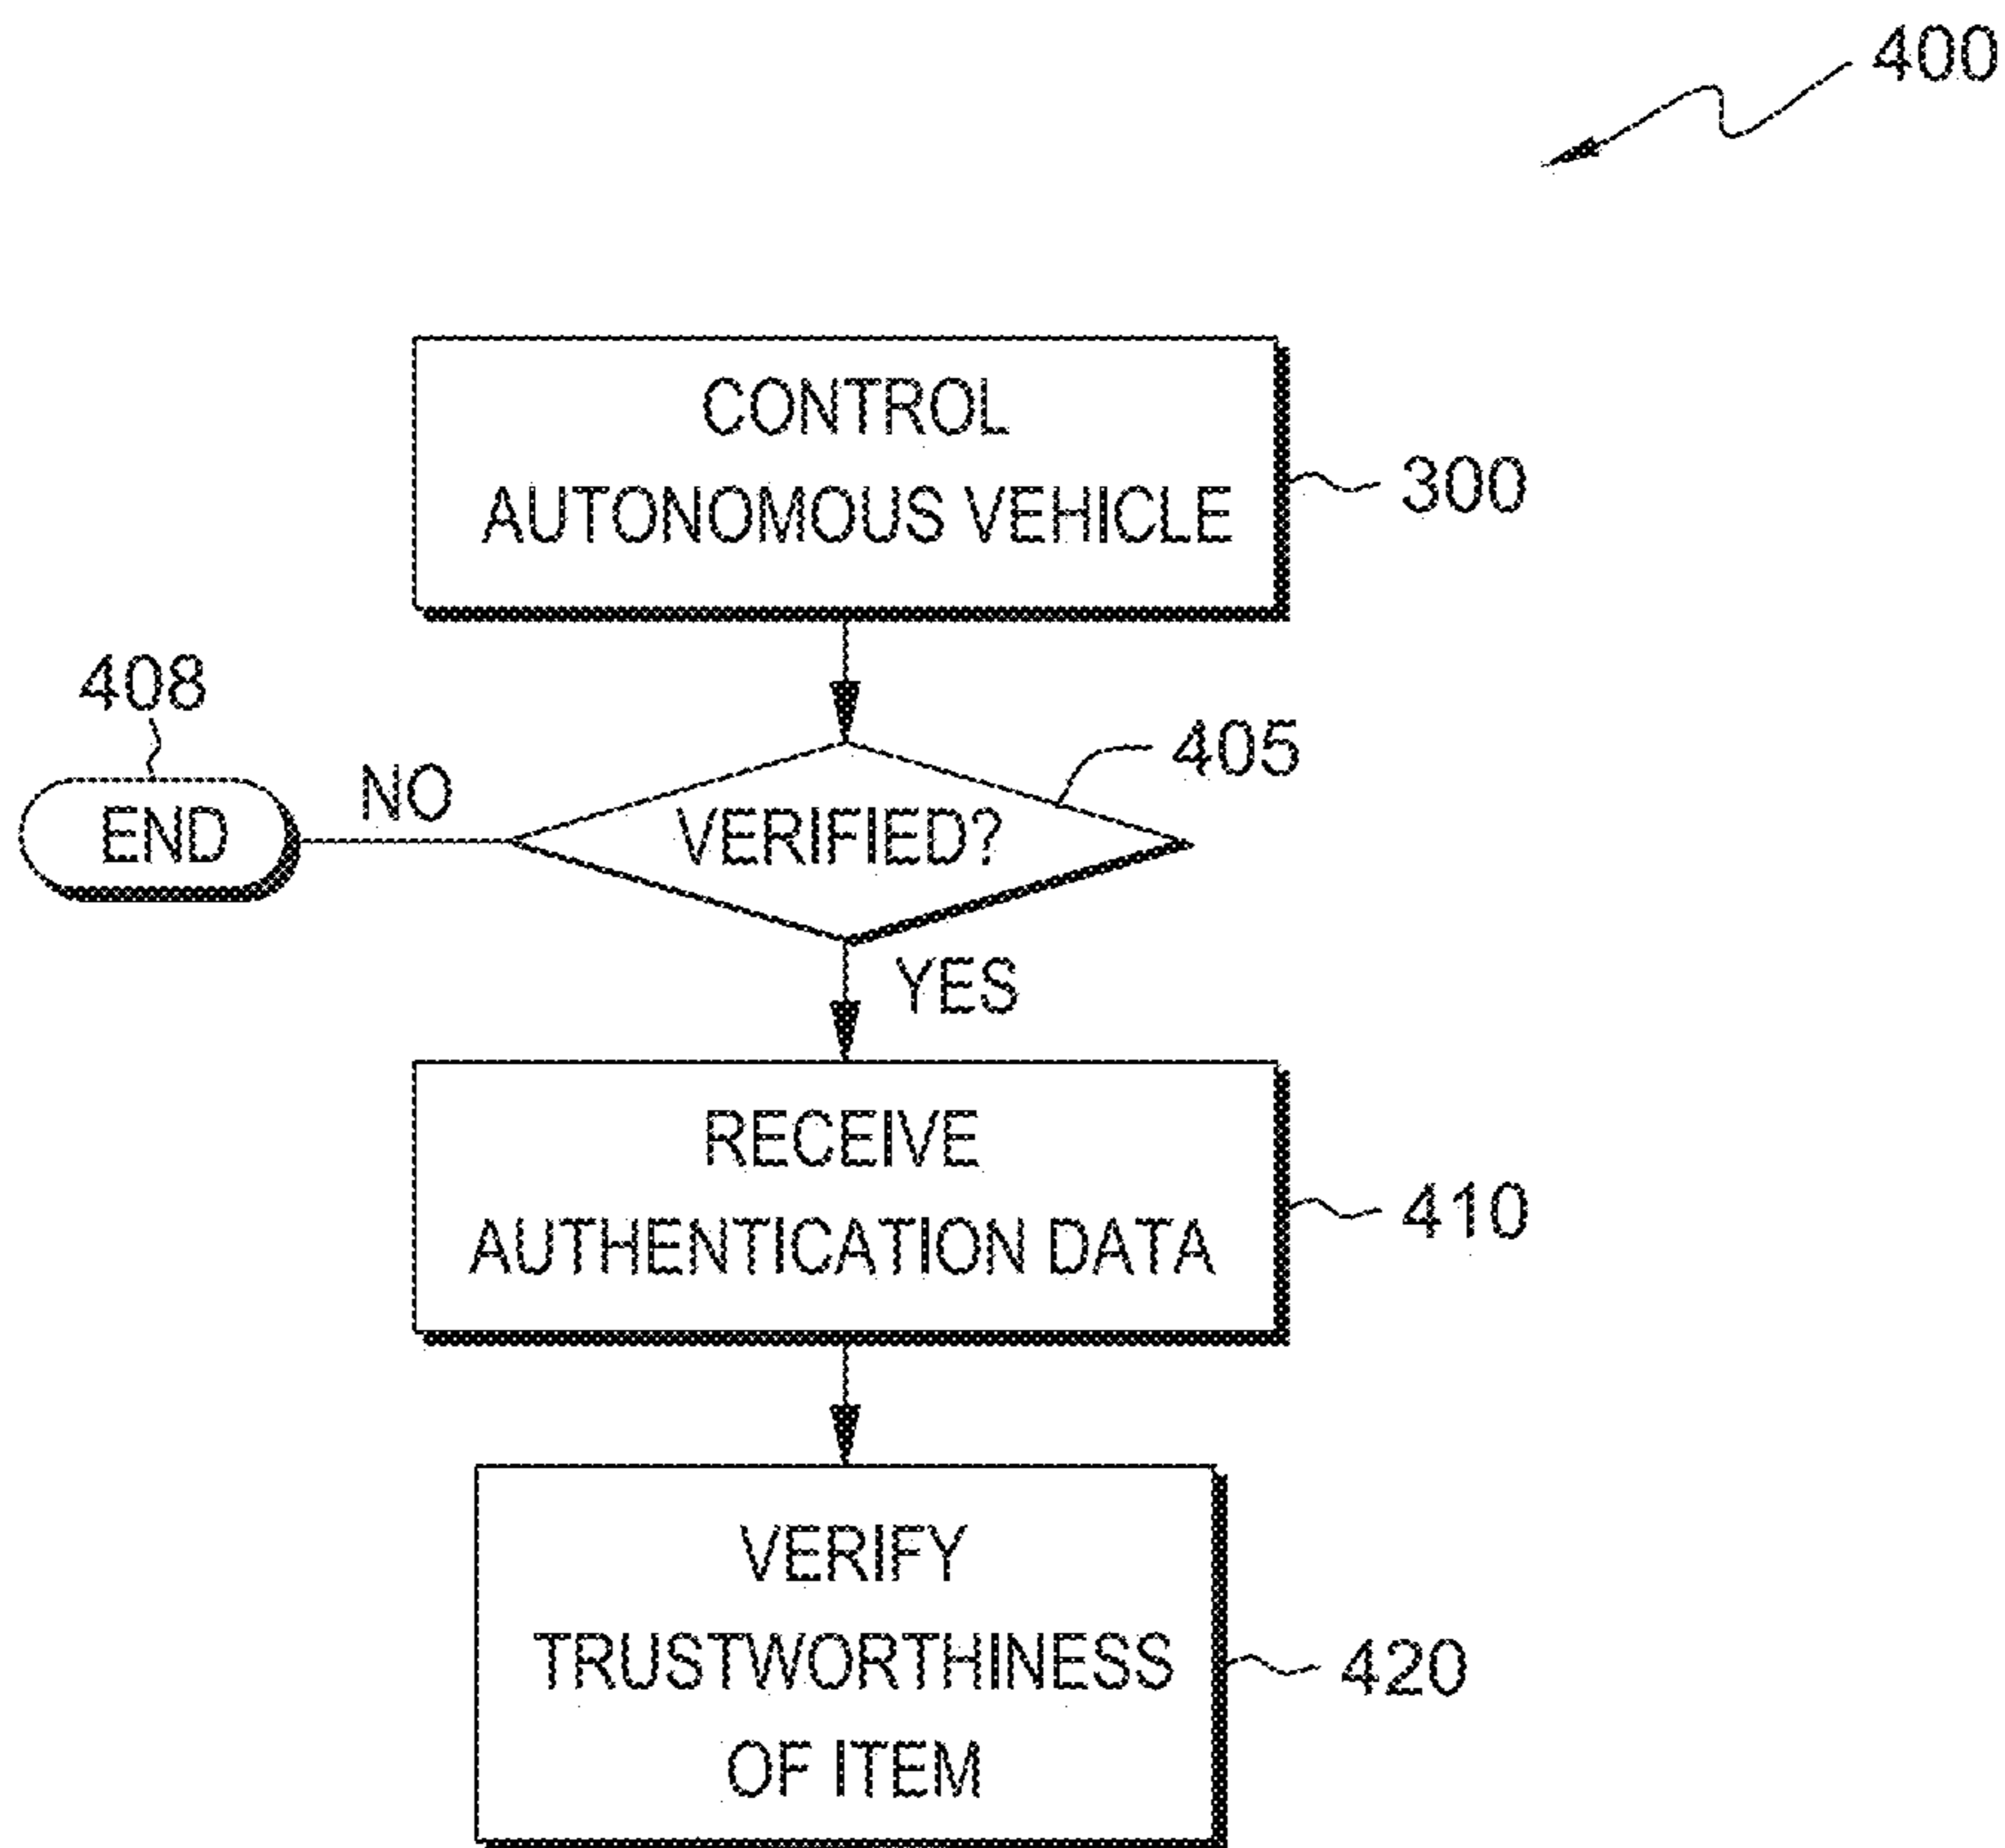 400
CONTROL
AUTONOMOUS VEHICLE
300
408
405
END
NO
VERIFIED?
YES
RECEIVE
AUTHENTICATION DATA
410
VERIFY
TRUSTWORTHINESS
OF ITEM
420